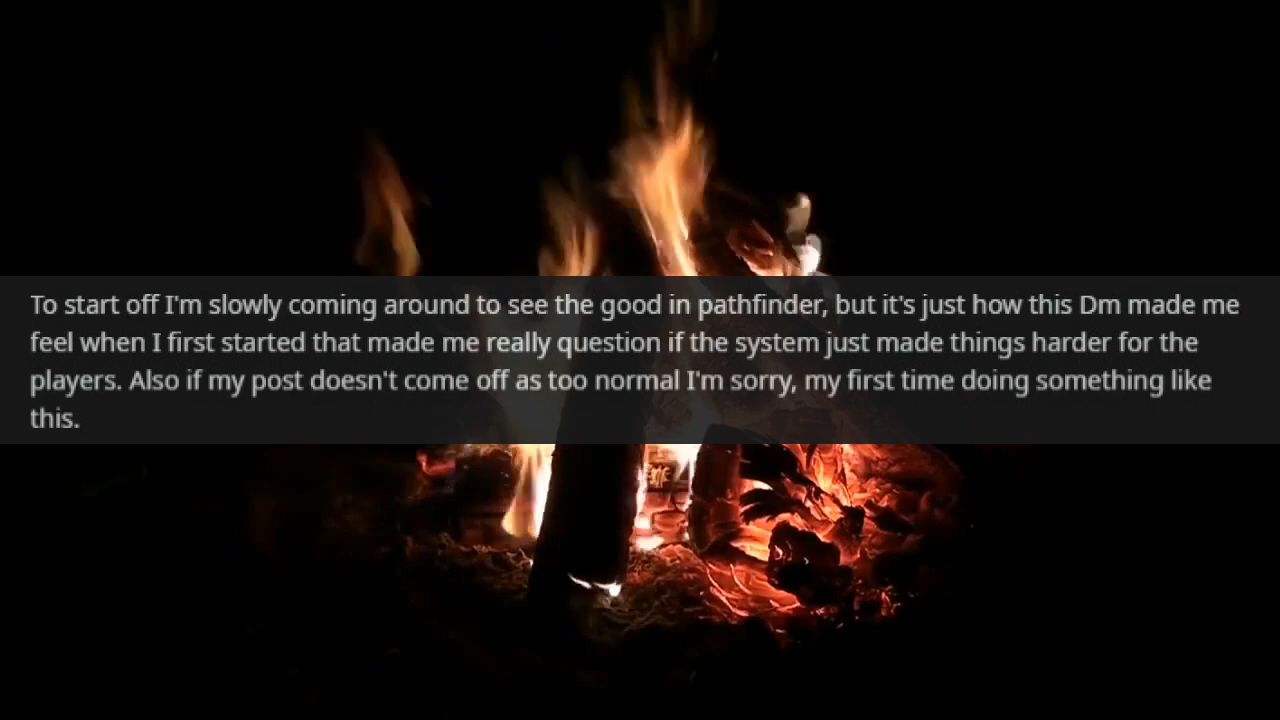 To start off I'm slowly coming around to see the good in pathfinder, but it's just how this Dm made me
feel when I first started that made me really question if the system just made things harder for the
players. Also if my post doesn't come off as too normal I'm sorry, my first time doing something like
this.